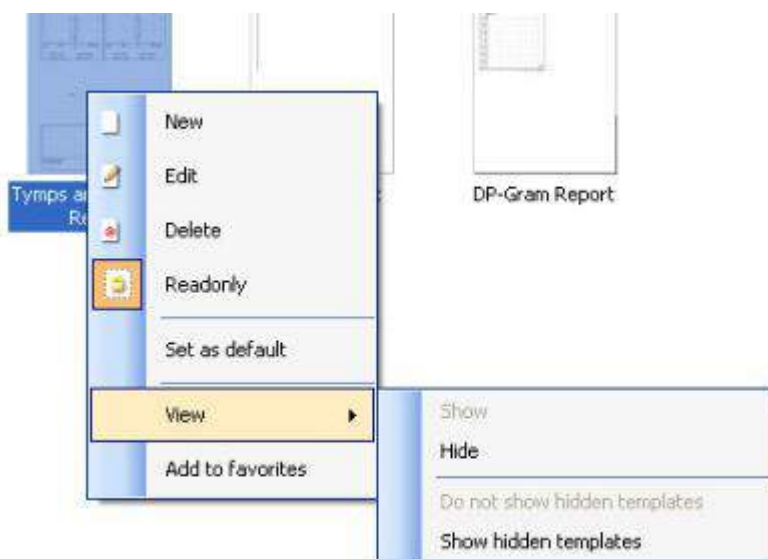 New
Edit
Tymps a
Re
DP-Gram Report
Delete
Readonly
Set as default
View
Show
Hide
Add to favorites
Do not show hidden templates
Show hidden templates